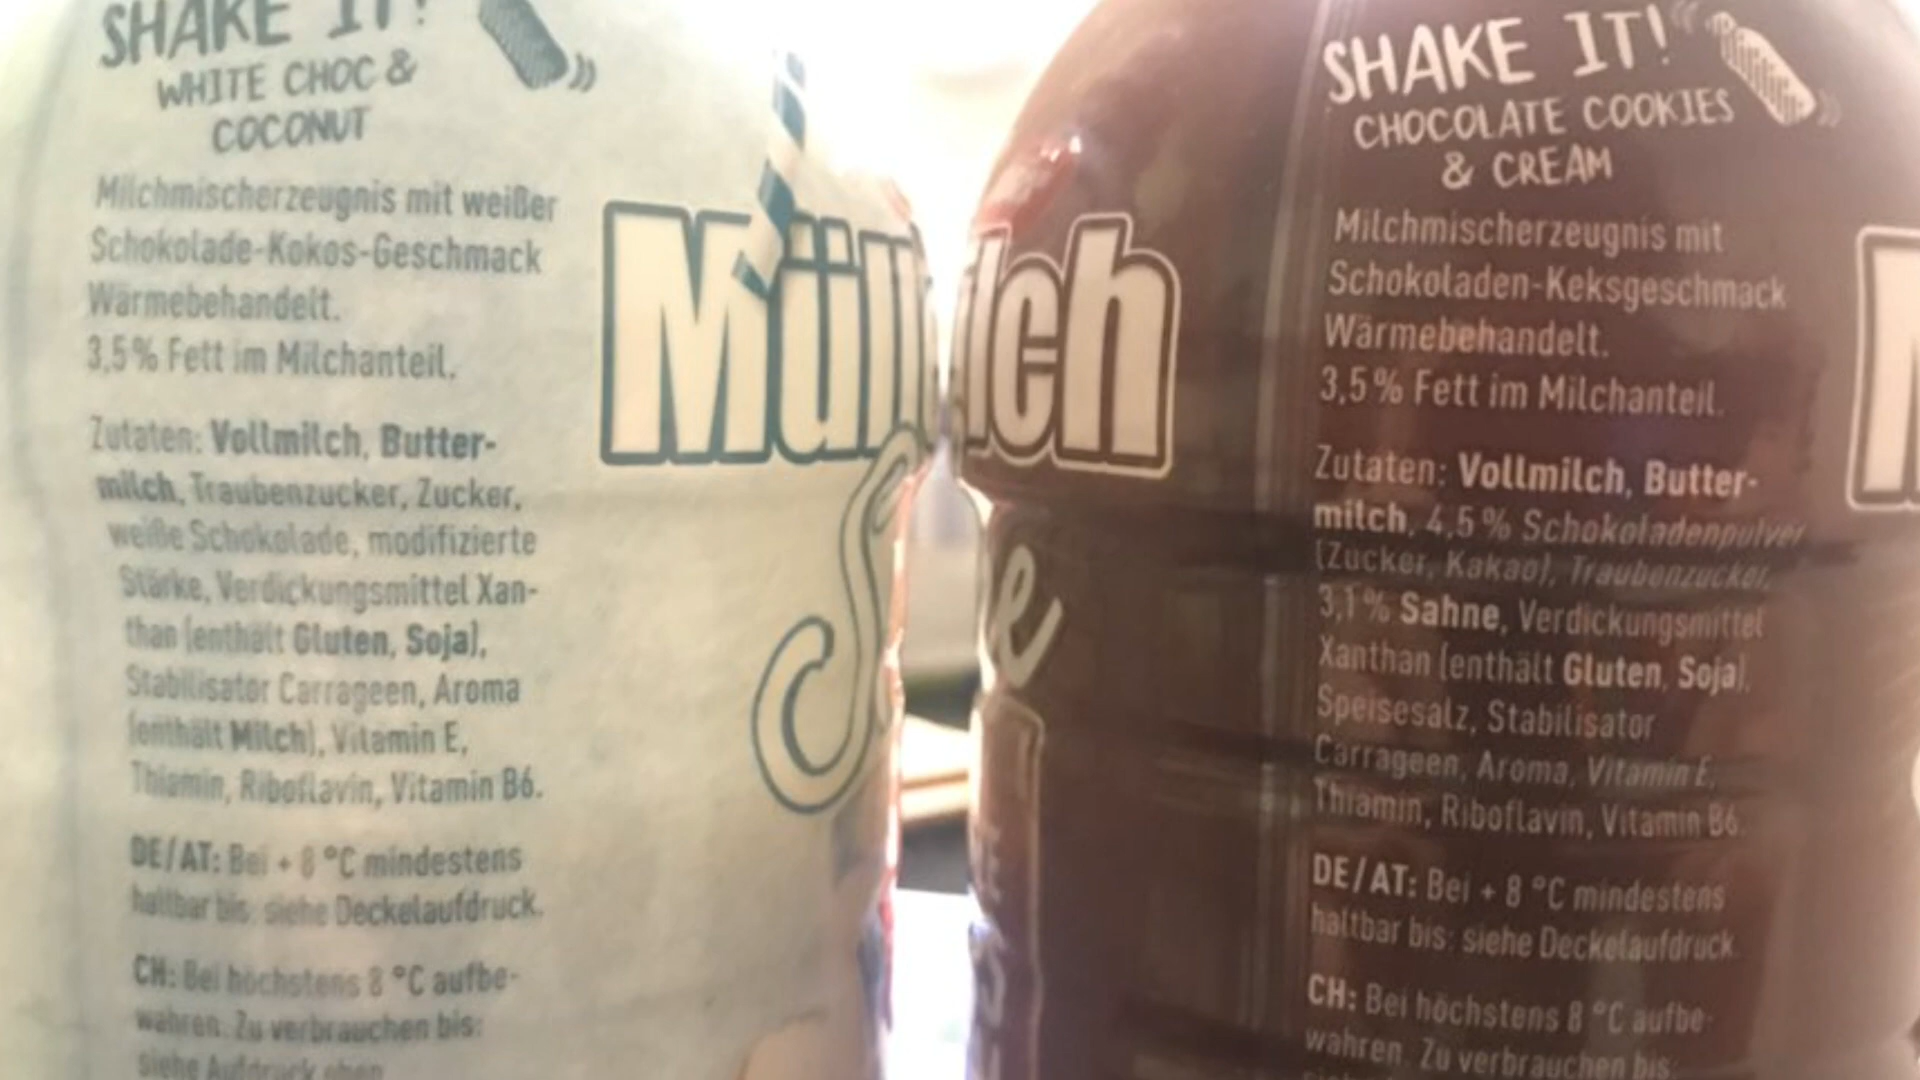 SHAKE IT!
WHITE CHOC &
COCONUT
Milchmischerzeugnis mit weißer
Schokolade-Kokos-Geschmack
Wärmebehandelt.
3,5% Fett im Milchanteil.
Zutaten: Vollmilch, Butter-
milch, Traubenzucker, Zucker,
weiße Schokolade, modifizierte
Stärke, Verdickungsmittel Xan-
than (enthält Gluten, Soja),
Stabilisator Carrageen, Aroma
(enthält Milch), Vitamin E,
Thiamin, Riboflavin, Vitamin B6.
DE/AT: Bei + 8 °C mindestens
haltbar bis: siehe Deckelaufdruck.
CH: Bei höchstens 8 °C aufbe-
wahren. Zu verbrauchen bis:
siehe Aufdruck oben
Müll
S
lch
e
SHAKE IT!
CHOCOLATE COOKIES
& CREAM
Milchmischerzeugnis mit
Schokoladen-Keksgeschmack
Wärmebehandelt.
3,5% Fett im Milchanteil.
Zutaten: Vollmilch, Butter-
milch, 4,5% Schokoladenpulver
(Zucker, Kakao), Traubenzucker,
3,1% Sahne, Verdickungsmittel
Xanthan (enthält Gluten, Soja),
Speisesalz, Stabilisator
Carrageen, Aroma, Vitamin E,
Thiamin, Riboflavin, Vitamin B6.
DE/AT: Bei + 8 °C mindestens
haltbar bis: siehe Deckelaufdruck.
CH: Bei höchstens 8 °C aufbe-
wahren. Zu verbrauchen bis:
M